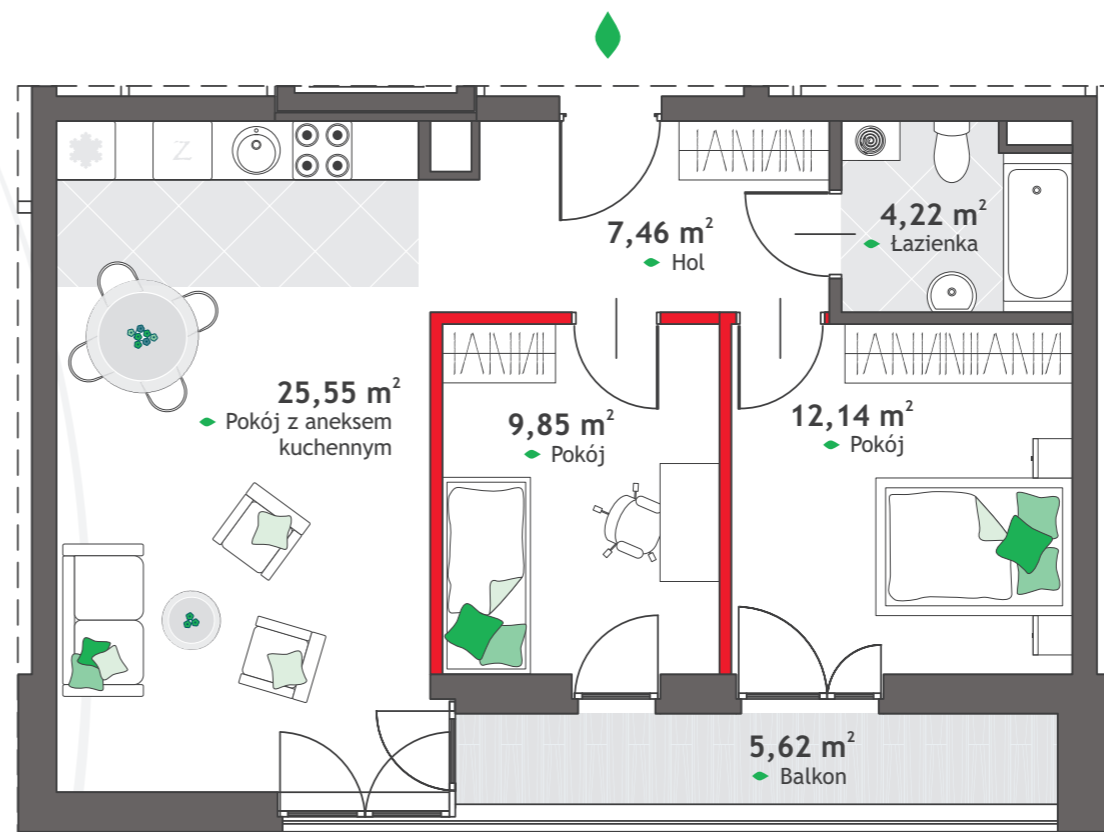 Z
7,46 m²
Hol
4,22 m²
Łazienka
25,55 m²
Pokój z aneksem
kuchennym
9,85 m²
Pokój
12,14 m²
Pokój
5,62 m²
Balkon